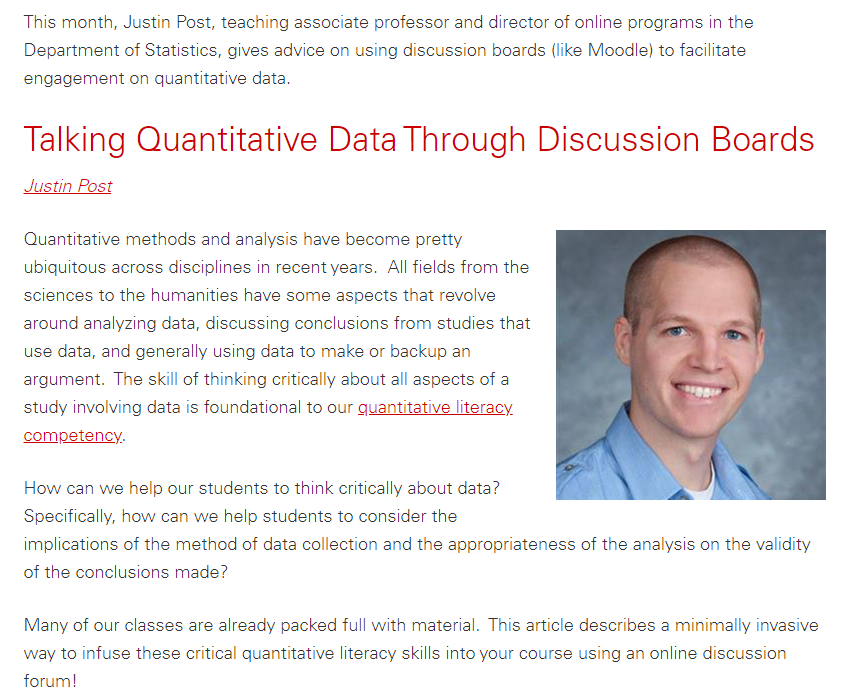 This month, Justin Post, teaching associate professor and director of online programs in the
Department of Statistics, gives advice on using discussion boards (like Moodle) to facilitate
engagement on quantitative data.
Talking Quantitative Data Through Discussion Boards
Justin Post
Quantitative methods and analysis have become pretty
ubiquitous across disciplines in recent years.  All fields from the
sciences to the humanities have some aspects that revolve
around analyzing data, discussing conclusions from studies that
use data, and generally using data to make or backup an
argument.  The skill of thinking critically about all aspects of a
study involving data is foundational to our quantitative literacy
competency.
How can we help our students to think critically about data?
Specifically, how can we help students to consider the
implications of the method of data collection and the appropriateness of the analysis on the validity
of the conclusions made?
Many of our classes are already packed full with material.  This article describes a minimally invasive
way to infuse these critical quantitative literacy skills into your course using an online discussion
forum!